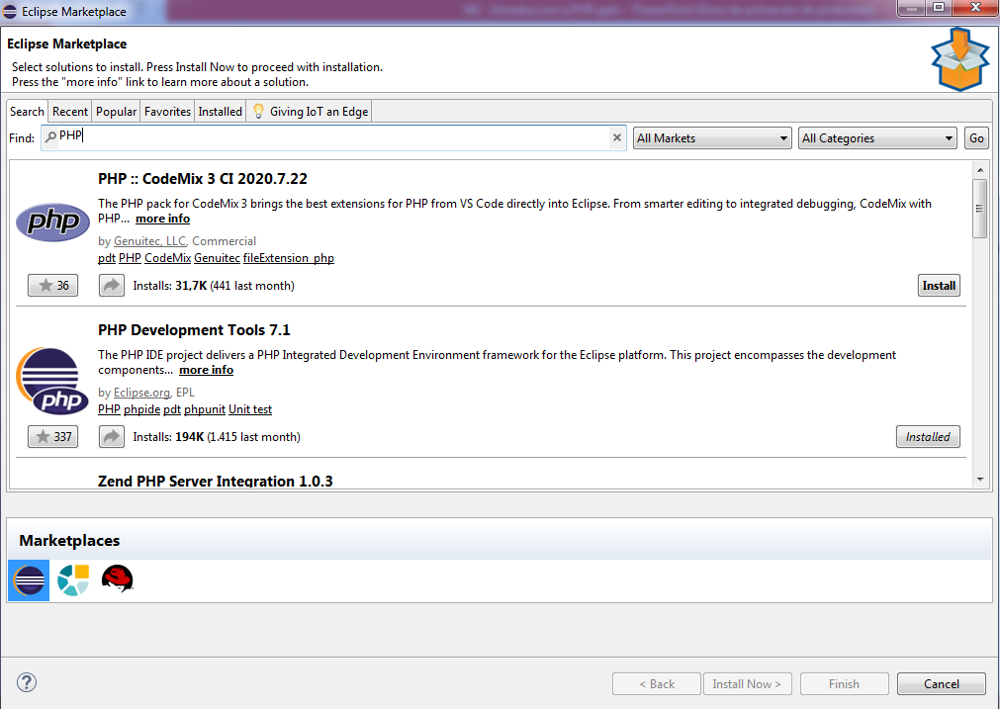 Eclipse Marketplace
Eclipse Marketplace
Select solutions to install. Press Install Now to proceed with installation.
Press the "more info" link to learn more about a solution.
Search Recent Popular Favorites Installed Giving IoT an Edge
Find: PHP All Markets All Categories Go
PHP :: CodeMix 3 CI 2020.7.22
The PHP pack for CodeMix 3 brings the best extensions for PHP from VS Code directly into Eclipse. From smarter editing to integrated debugging, CodeMix with
PHP... more info
php
by Genuitec, LLC, Commercial
pdt PHP CodeMix Genuitec fileExtension_php
36 Installs: 31,7K (441 last month) Install
PHP Development Tools 7.1
The PHP IDE project delivers a PHP Integrated Development Environment framework for the Eclipse platform. This project encompasses the development
components... more info
php
by Eclipse.org, EPL
PHP phpide pdt phpunit Unit test
337 Installs: 194K (1.415 last month) Installed
Zend PHP Server Integration 1.0.3
Marketplaces
? < Back Install Now > Finish Cancel